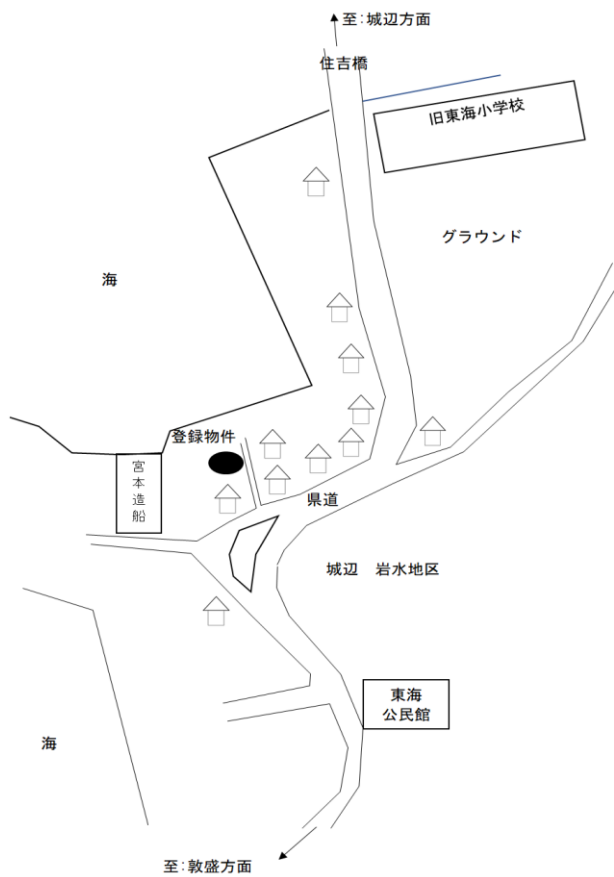 至：城辺方面
住吉橋
旧東海小学校
グラウンド
海
登録物件
宮本造船
県道
城辺　岩水地区
東海
公民館
海
至：敦盛方面